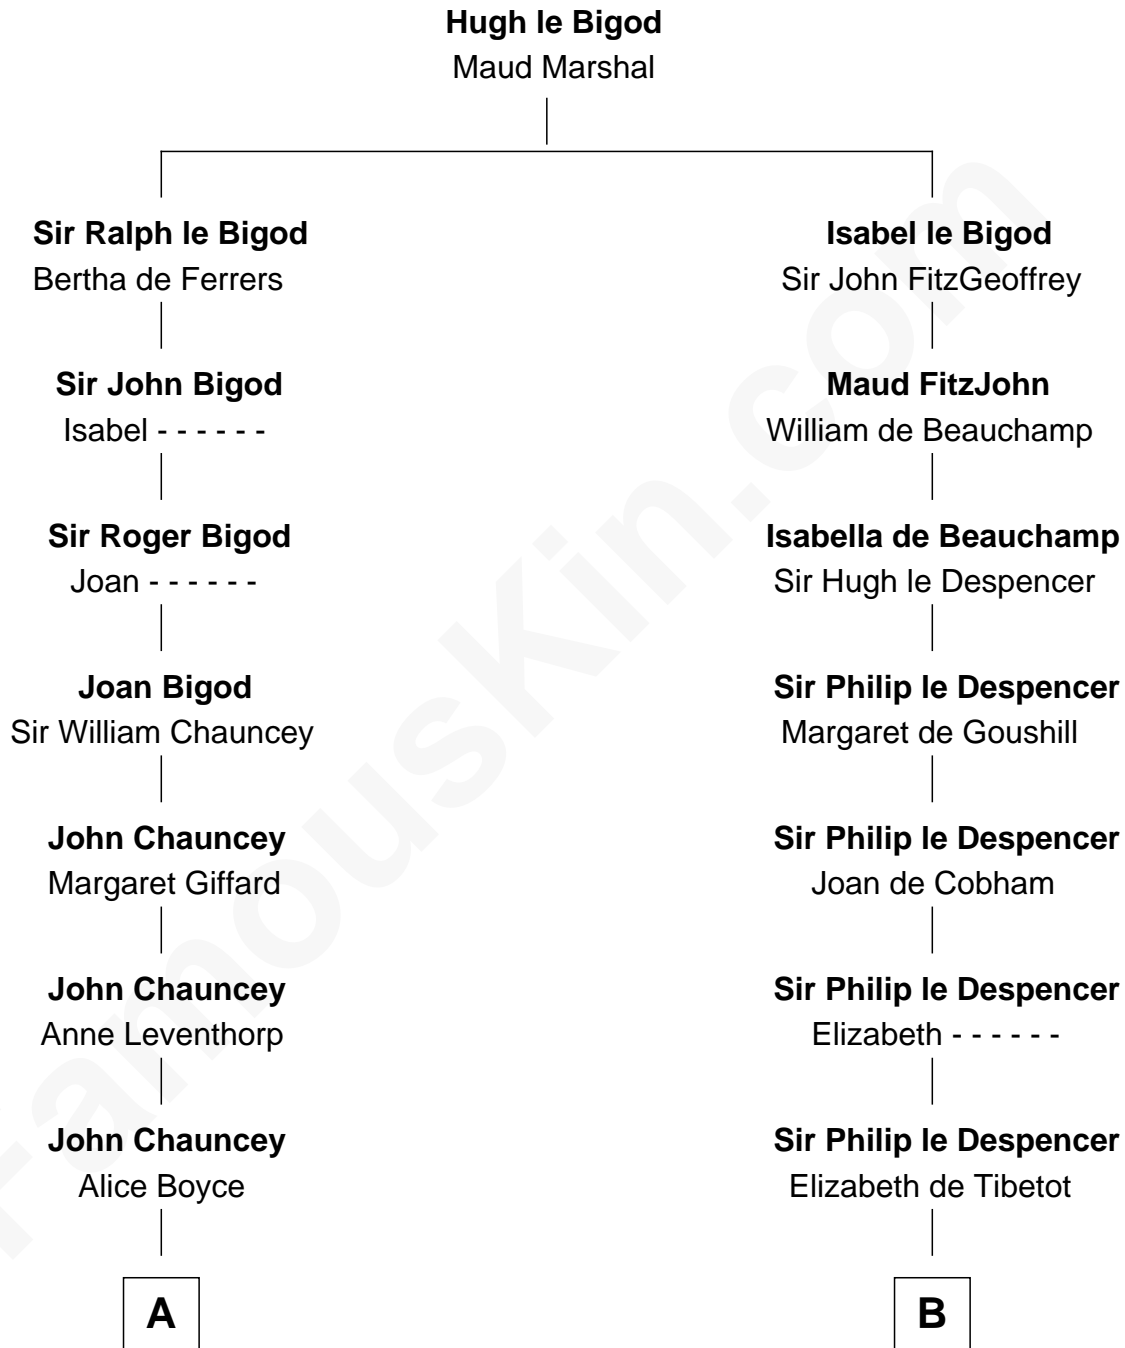 Hugh le Bigod
Maud Marshal
Sir Ralph le Bigod
Bertha de Ferrers
Isabel le Bigod
Sir John FitzGeoffrey
Sir John Bigod
Isabel - - - - - -
Maud FitzJohn
William de Beauchamp
Sir Roger Bigod
Joan - - - - - -
Isabella de Beauchamp
Sir Hugh le Despencer
Joan Bigod
Sir William Chauncey
Sir Philip le Despencer
Margaret de Goushill
John Chauncey
Margaret Giffard
Sir Philip le Despencer
Joan de Cobham
John Chauncey
Anne Leventhorp
Sir Philip le Despencer
Elizabeth - - - - - -
John Chauncey
Alice Boyce
Sir Philip le Despencer
Elizabeth de Tibetot
A
B
FamousKin.com